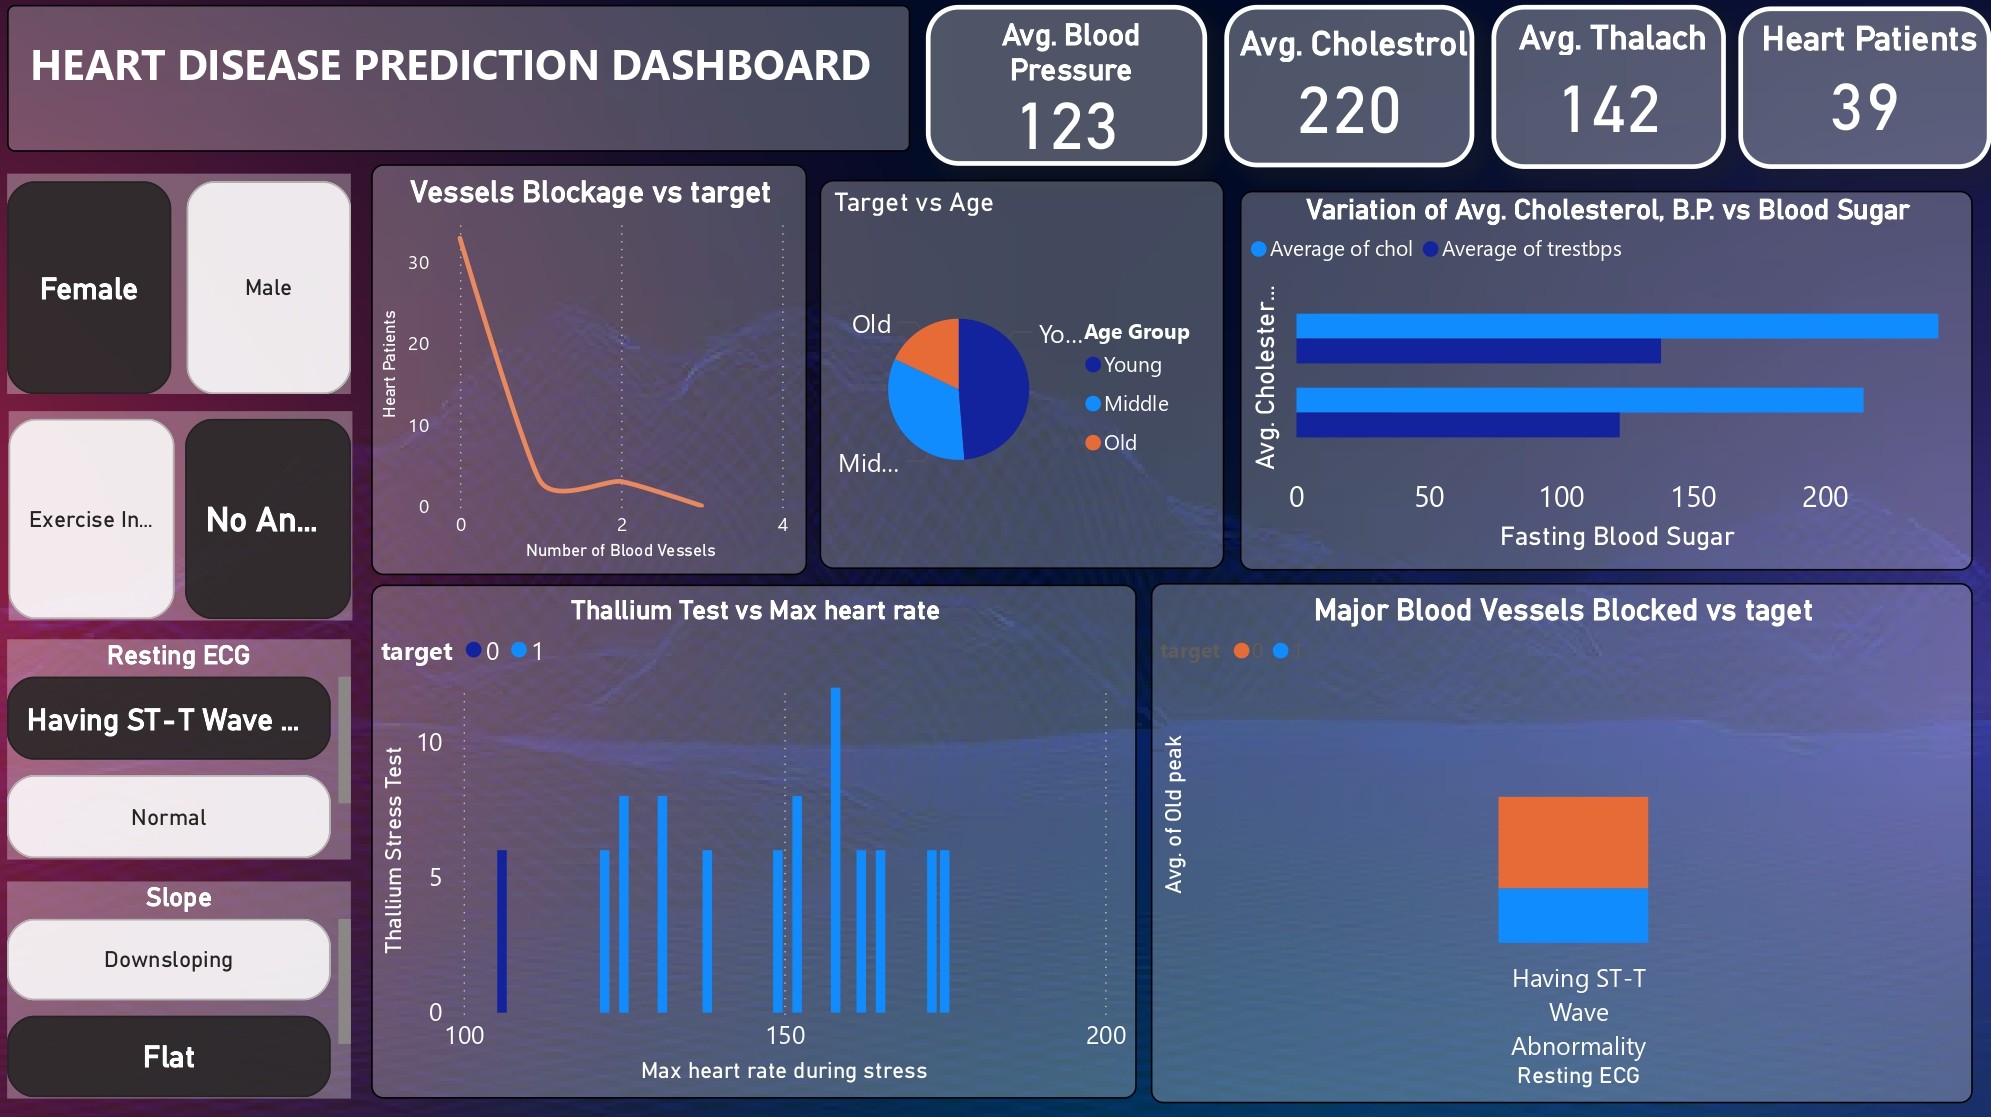 HEART DISEASE PREDICTION DASHBOARD
Avg. Blood
Pressure
123
Avg. Cholestrol
220
Avg. Thalach
142
Heart Patients
39
Female
Male
Exercise In...
No An...
Resting ECG
Having ST-T Wave ...
Normal
Slope
Downsloping
Flat
Vessels Blockage vs target
Heart Patients
30
20
10
0
0 2 4
Number of Blood Vessels
Target vs Age
Old
Yo...
Mid...
Age Group
Young
Middle
Old
Variation of Avg. Cholesterol, B.P. vs Blood Sugar
Average of chol Average of trestbps
Avg. Cholester...
0 50 100 150 200
Fasting Blood Sugar
Thallium Test vs Max heart rate
target 0 1
Thallium Stress Test
10
5
0
100 150 200
Max heart rate during stress
Major Blood Vessels Blocked vs taget
target 0 1
Avg. of Old peak
Having ST-T
Wave
Abnormality
Resting ECG